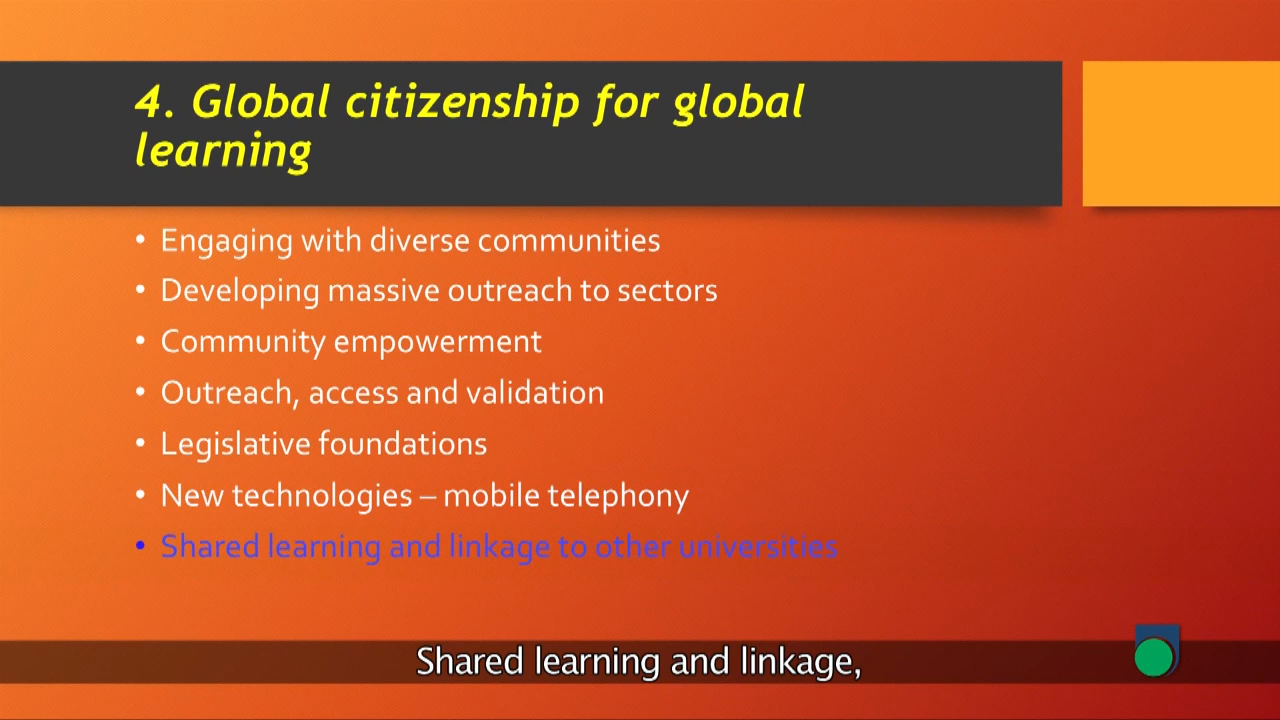 4. Global citizenship for global
learning
• Engaging with diverse communities
• Developing massive outreach to sectors
• Community empowerment
• Outreach, access and validation
• Legislative foundations
• New technologies – mobile telephony
• Shared learning and linkage to other universities
Shared learning and linkage,